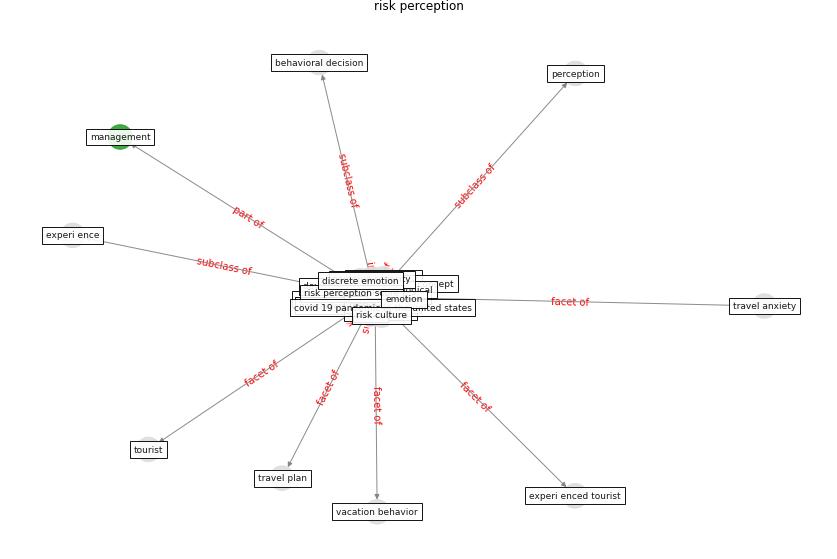 risk perception
behavioral decision
perception
management
subclass of
subclass of
part of
experi ence
subclass of
discrete emotion
risk perception
emotion
covid 19 pandemic
united states
risk culture
facet of
travel anxiety
facet of
facet of
facet of
facet of
tourist
travel plan
vacation behavior
experi enced tourist